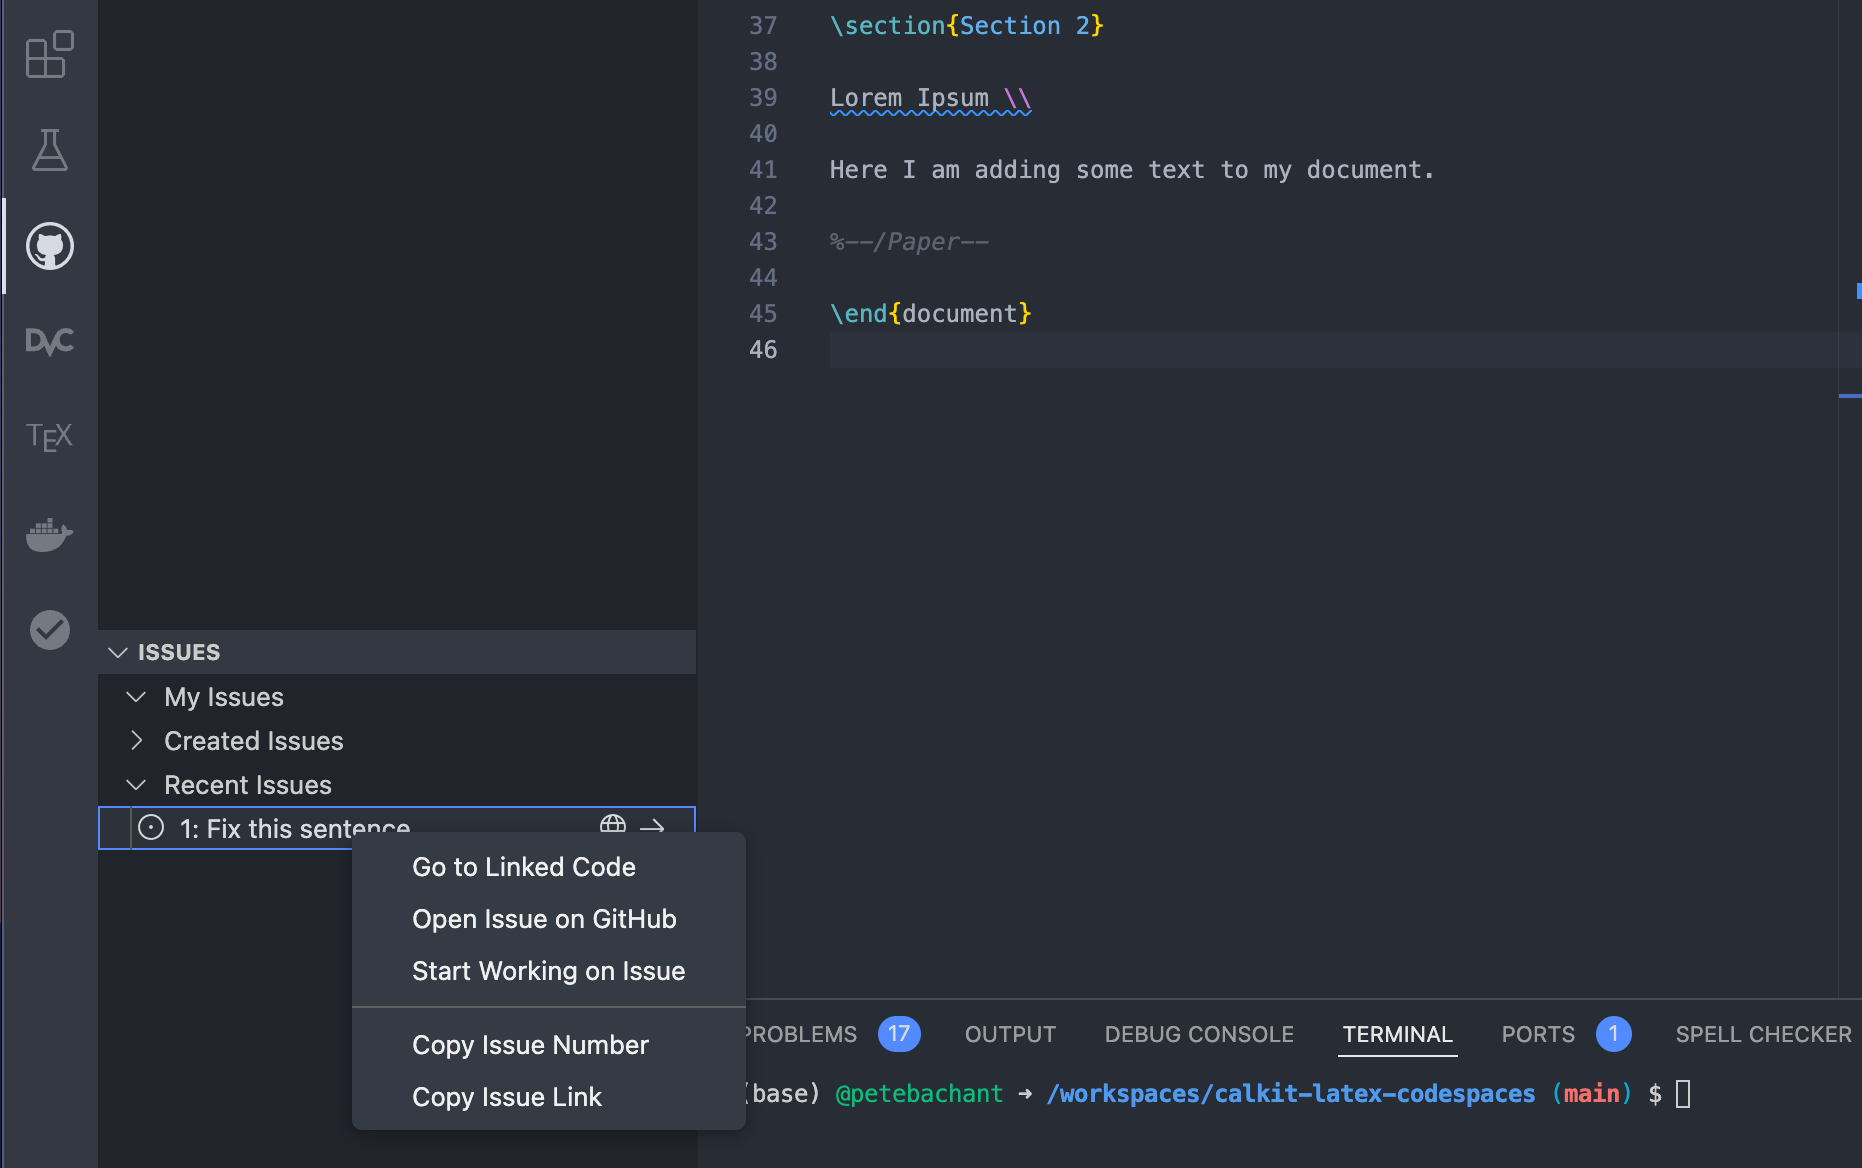 DVC
TEX
ISSUES
My Issues
Created Issues
Recent Issues
1: Fix this sentence
Go to Linked Code
Open Issue on GitHub
Start Working on Issue
Copy Issue Number
Copy Issue Link
37 \section{Section 2}
38
39 Lorem Ipsum \\
40
41 Here I am adding some text to my document.
42
43 %--/Paper--
44
45 \end{document}
46
PROBLEMS 17 OUTPUT DEBUG CONSOLE TERMINAL PORTS 1 SPELL CHECKER
(base) @petebachant → /workspaces/calkit-latex-codespaces (main) $